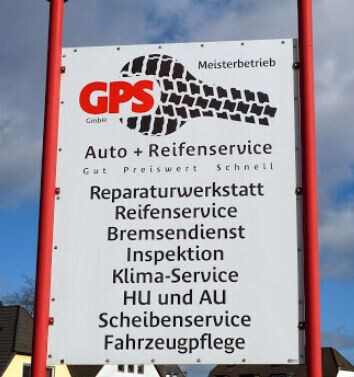 Meisterbetrieb
GPS
GmbH
Auto + Reifenservice
Gut Preiswert Schnell
Reparaturwerkstatt
Reifenservice
Bremsendienst
Inspektion
Klima-Service
HU und AU
Scheibenservice
Fahrzeugpflege